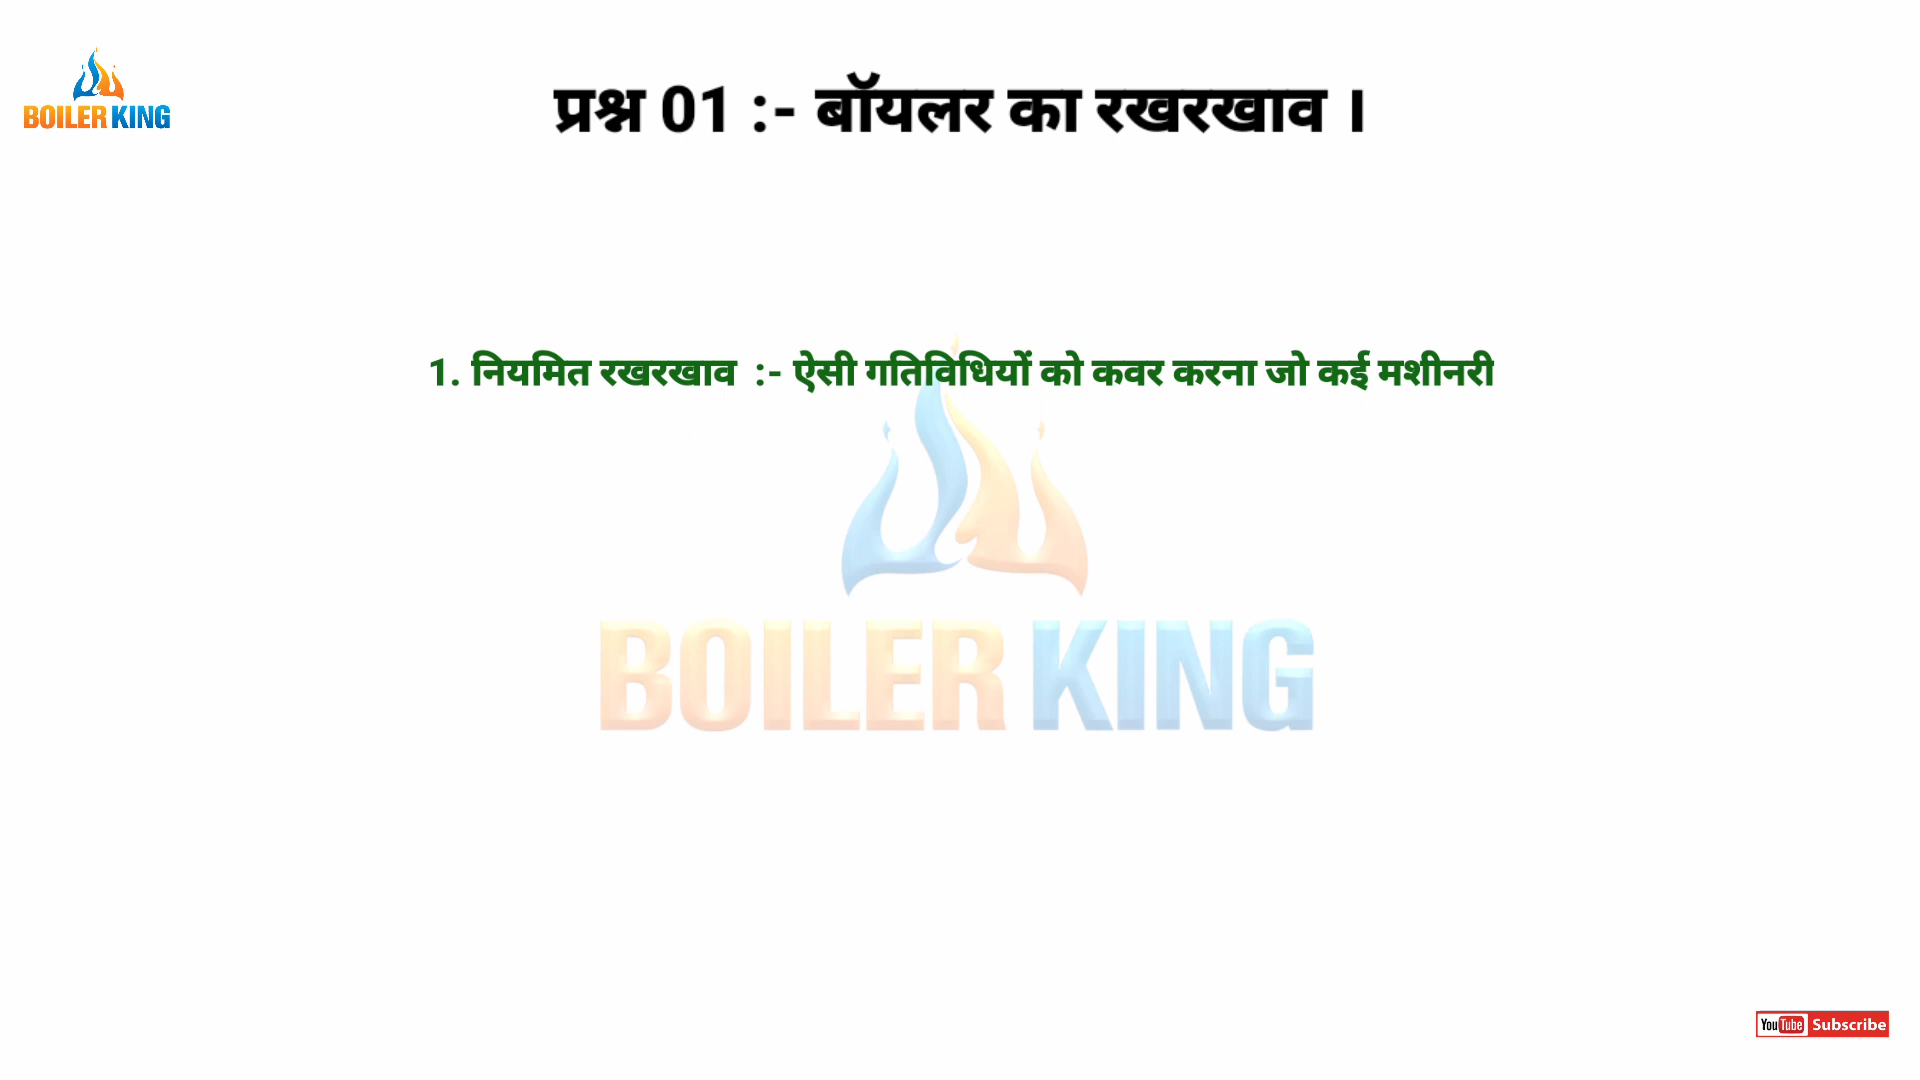 BOILER KING
प्रश्न 01 :- बॉयलर का रखरखाव ।
1. नियमित रखरखाव :- ऐसी गतिविधियों को कवर करना जो कई मशीनरी
BOILER KING
YouTube Subscribe